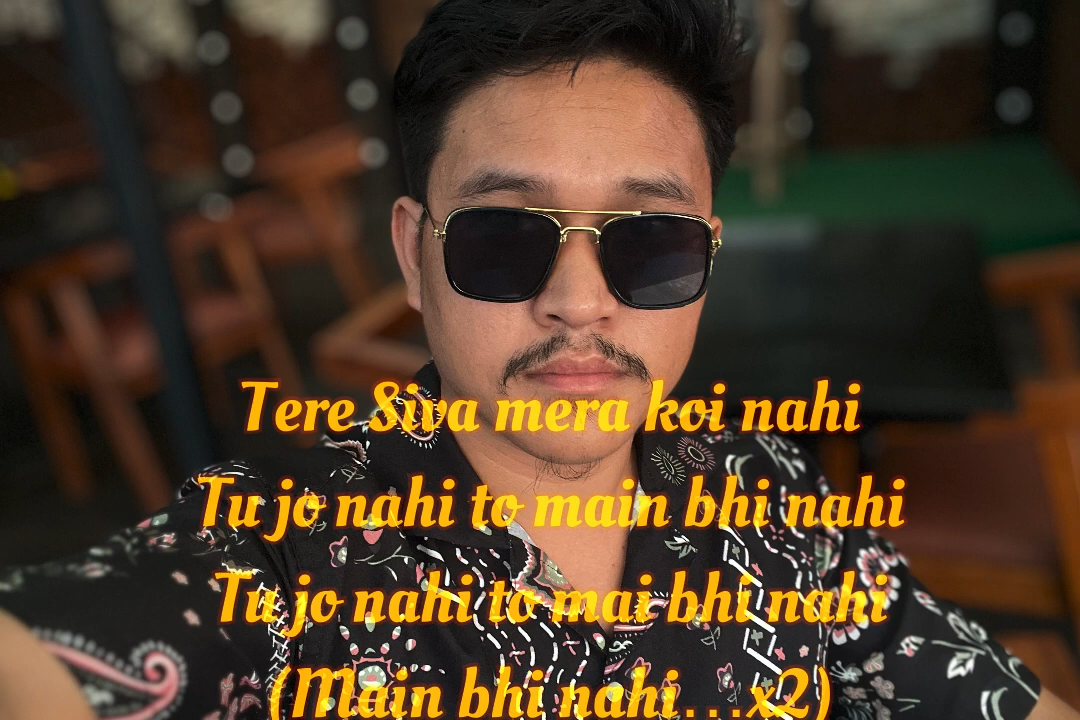 Tere Siva mera koi nahi
Tu jo nahi to main bhi nahi
Tu jo nahi to mai bhi nahi
(Main bhi nahi...x2)